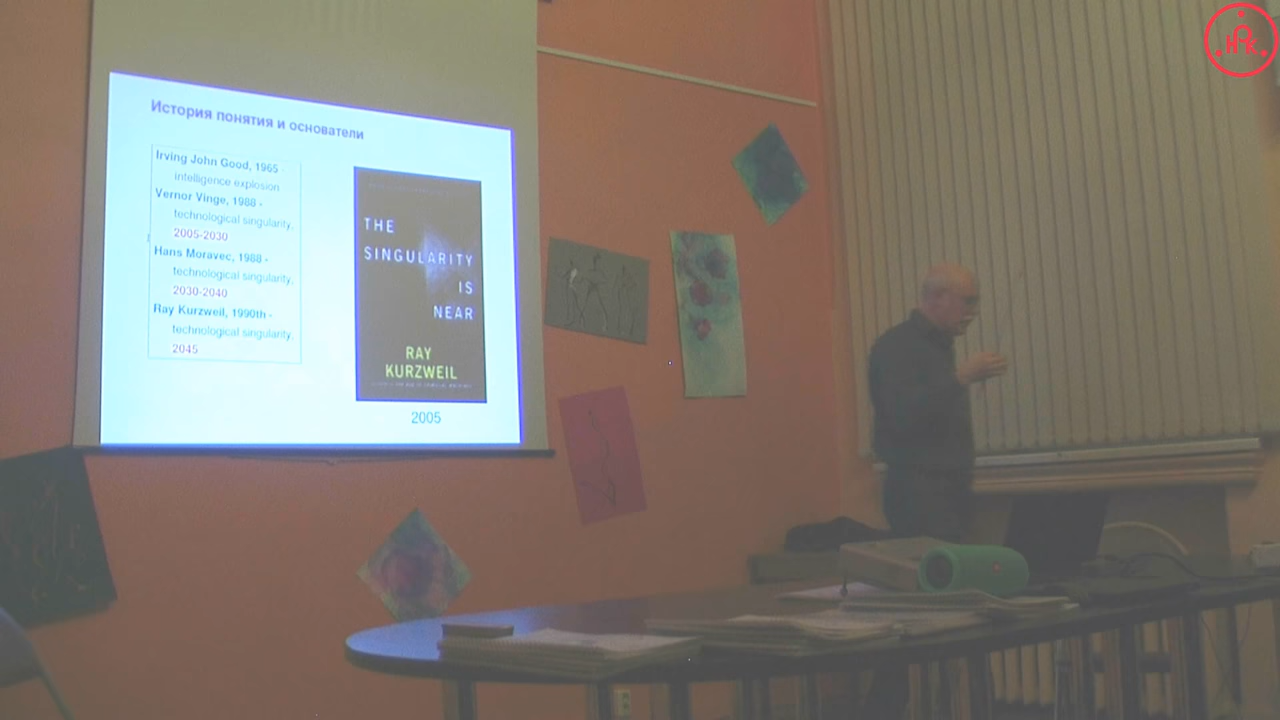 История понятия и основатели
Irving John Good, 1965 -
intelligence explosion
Vernor Vinge, 1988 -
technological singularity,
2005-2030
Hans Moravec, 1988 -
technological singularity,
2030-2040
Ray Kurzweil, 1990th -
technological singularity,
2045
THE
SINGULARITY
IS
NEAR
RAY
KURZWEIL
2005